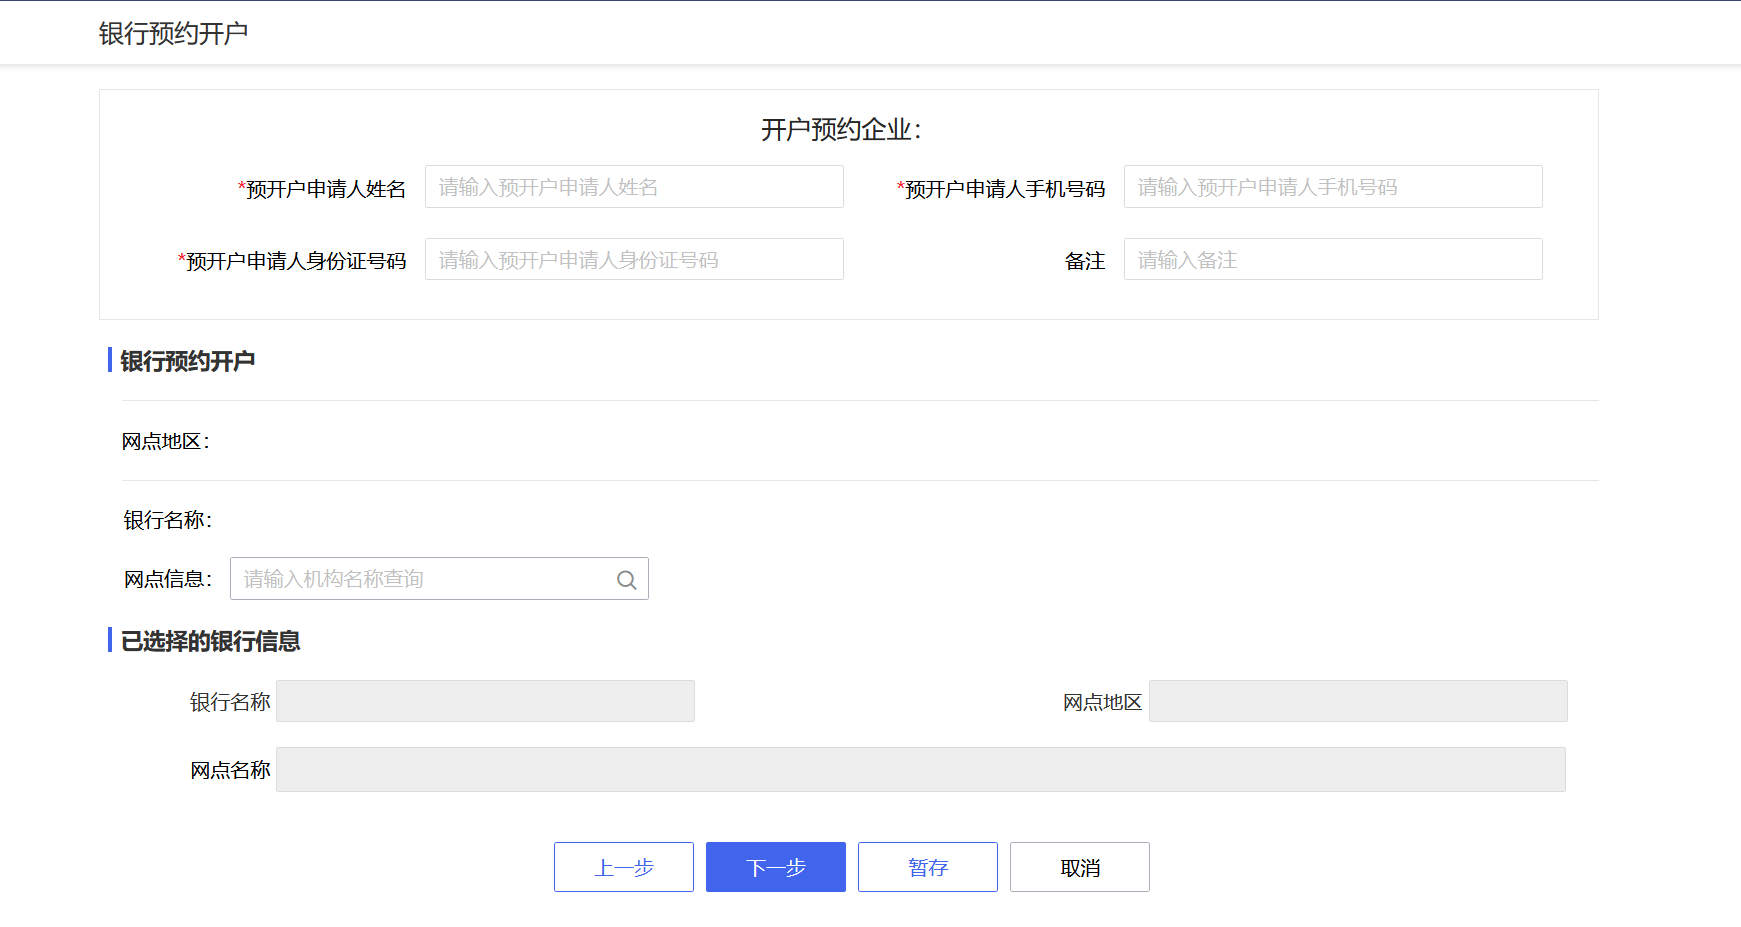 银行预约开户
开户预约企业：
*预开户申请人姓名 请输入预开户申请人姓名 *预开户申请人手机号码 请输入预开户申请人手机号码
*预开户申请人身份证号码 请输入预开户申请人身份证号码 备注 请输入备注
银行预约开户
网点地区：
银行名称：
网点信息： 请输入机构名称查询
已选择的银行信息
银行名称 网点地区
网点名称
上一步 下一步 暂存 取消